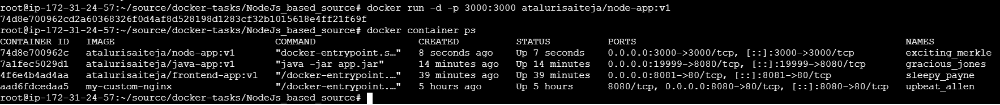 root@ip-172-31-24-57:~/source/docker-tasks/NodeJs_based_source# docker run -d -p 3000:3000 atalurisaiteja/node-app:v1
74d8e700962cd2a60368326f0d4af8d528198d1283cf32b1015618e4ff21f69f
root@ip-172-31-24-57:~/source/docker-tasks/NodeJs_based_source# docker container ps
CONTAINER ID   IMAGE                            COMMAND                  CREATED          STATUS          PORTS                                                  NAMES
74d8e700962c   atalurisaiteja/node-app:v1       "docker-entrypoint.s…"   8 seconds ago    Up 7 seconds    0.0.0.0:3000->3000/tcp, [::]:3000->3000/tcp            exciting_merkle
7a1fec5029d1   atalurisaiteja/java-app:v1       "java -jar app.jar"      14 minutes ago   Up 14 minutes   0.0.0.0:19999->8080/tcp, [::]:19999->8080/tcp          gracious_jones
4f6e4b4ad4aa   atalurisaiteja/frontend-app:v1   "/docker-entrypoint.…"   39 minutes ago   Up 39 minutes   0.0.0.0:8081->80/tcp, [::]:8081->80/tcp                sleepy_payne
aad6fdcedaa5   my-custom-nginx                  "/docker-entrypoint.…"   5 hours ago      Up 5 hours      8080/tcp, 0.0.0.0:8080->80/tcp, [::]:8080->80/tcp      upbeat_allen
root@ip-172-31-24-57:~/source/docker-tasks/NodeJs_based_source#